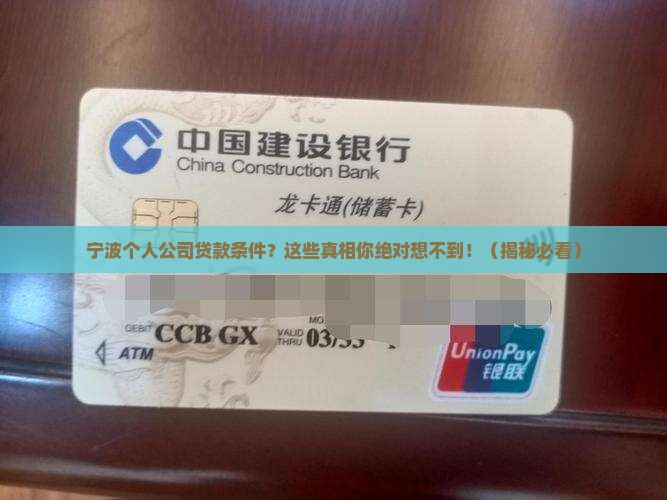 中国建设银行
China Construction Bank
龙卡通(储蓄卡)
宁波个人公司贷款条件？这些真相你绝对想不到！（揭秘必看）
MO
DEBIT CCB GX VALID THRU 03/33
ATM
UnionPay
银联